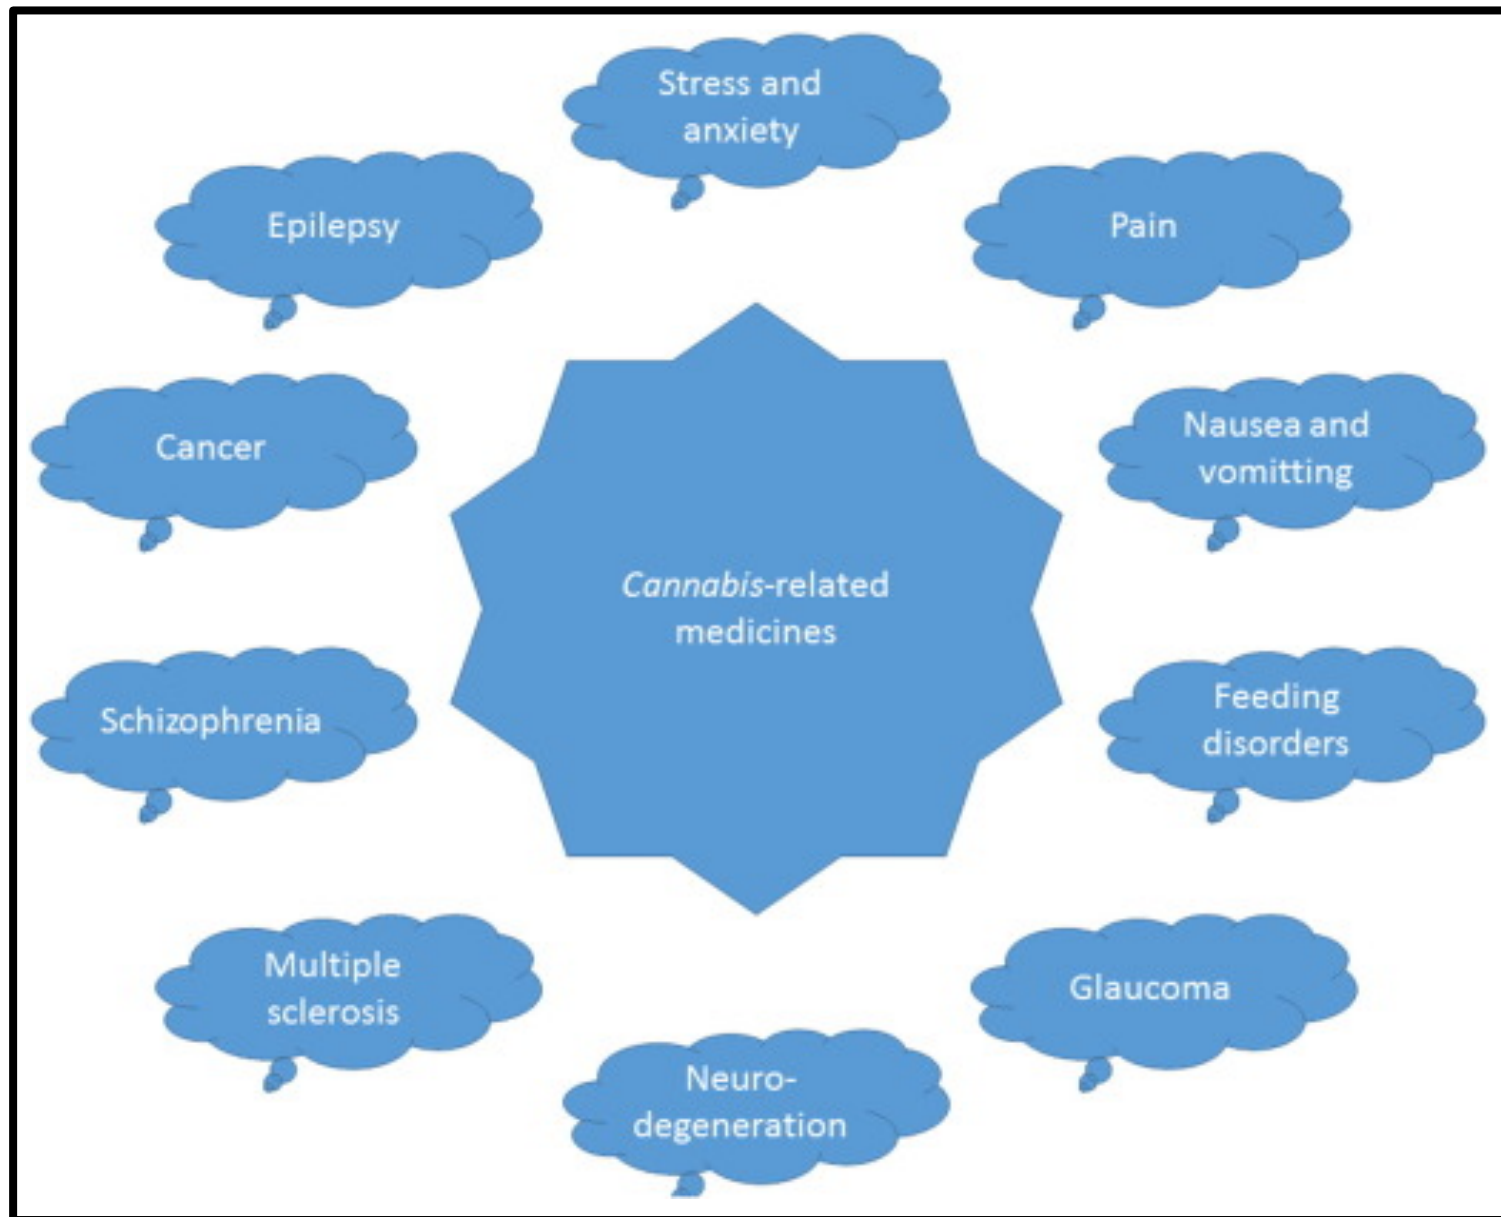 Stress and
anxiety
Epilepsy
Pain
Cancer
Nausea and
vomitting
Cannabis-related
medicines
Schizophrenia
Feeding
disorders
Multiple
sclerosis
Glaucoma
Neuro-
degeneration